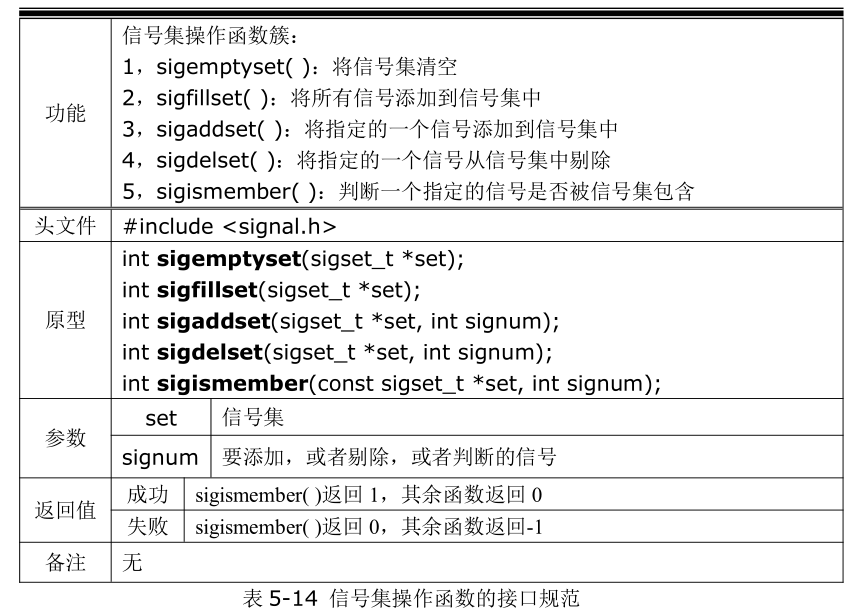 功能
信号集操作函数簇：
1，sigemptyset( )：将信号集清空
2，sigfillset( )：将所有信号添加到信号集中
3，sigaddset( )：将指定的一个信号添加到信号集中
4，sigdelset( )：将指定的一个信号从信号集中剔除
5，sigismember( )：判断一个指定的信号是否被信号集包含
头文件 #include <signal.h>
原型
int sigemptyset(sigset_t *set);
int sigfillset(sigset_t *set);
int sigaddset(sigset_t *set, int signum);
int sigdelset(sigset_t *set, int signum);
int sigismember(const sigset_t *set, int signum);
参数
set 信号集
signum 要添加，或者剔除，或者判断的信号
返回值
成功 sigismember( )返回 1，其余函数返回 0
失败 sigismember( )返回 0，其余函数返回-1
备注 无
表 5-14 信号集操作函数的接口规范